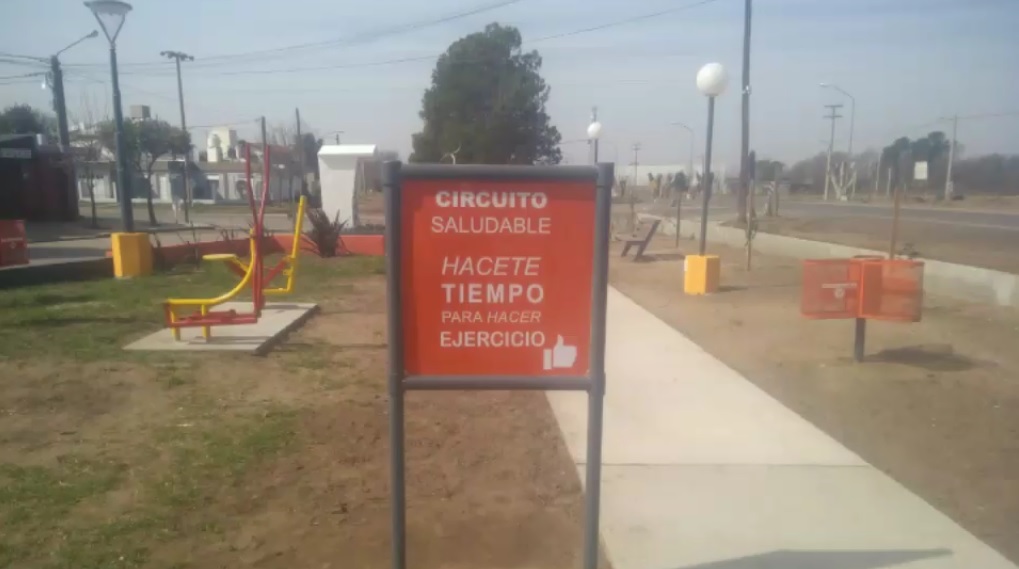 CIRCUITO
SALUDABLE
HACETE
TIEMPO
PARA HACER
EJERCICIO